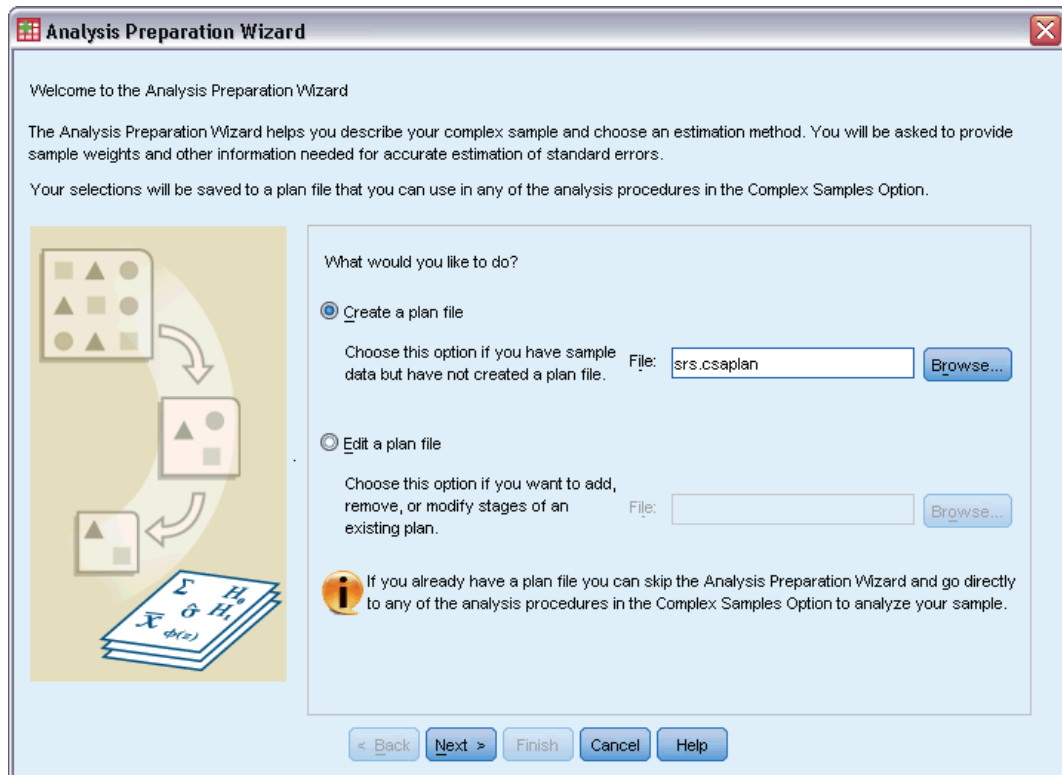 Analysis Preparation Wizard
Welcome to the Analysis Preparation Wizard
The Analysis Preparation Wizard helps you describe your complex sample and choose an estimation method. You will be asked to provide
sample weights and other information needed for accurate estimation of standard errors.
Your selections will be saved to a plan file that you can use in any of the analysis procedures in the Complex Samples Option.
What would you like to do?
Create a plan file
Choose this option if you have sample
data but have not created a plan file.
File: srs.csaplan Browse...
Edit a plan file
Choose this option if you want to add,
remove, or modify stages of an
existing plan.
File: Browse...
If you already have a plan file you can skip the Analysis Preparation Wizard and go directly
to any of the analysis procedures in the Complex Samples Option to analyze your sample.
Σ H₀
x̄ σ̂ H₁
ϕ(z)
< Back Next > Finish Cancel Help